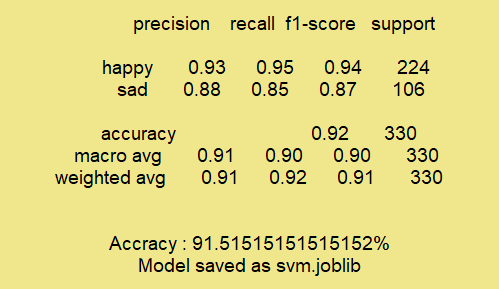 precision recall f1-score support
happy 0.93 0.95 0.94 224
sad 0.88 0.85 0.87 106
accuracy 0.92 330
macro avg 0.91 0.90 0.90 330
weighted avg 0.91 0.92 0.91 330
Accracy : 91.51515151515152%
Model saved as svm.joblib